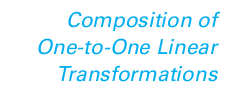 Composition of
One-to-One Linear
Transformations